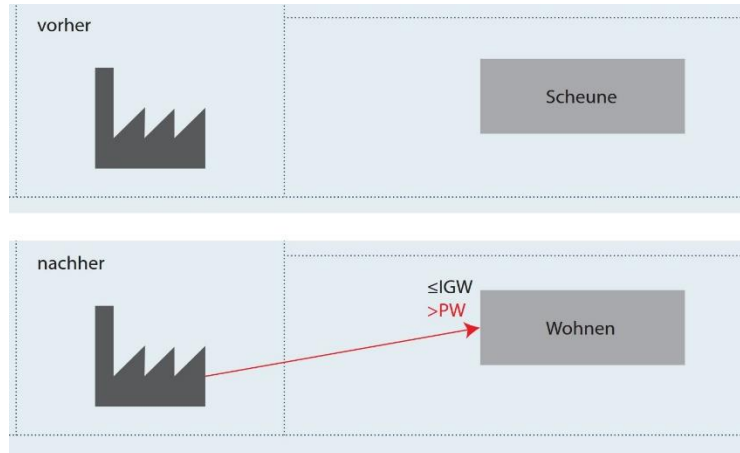 vorher
Scheune
nachher
≤IGW
>PW
Wohnen